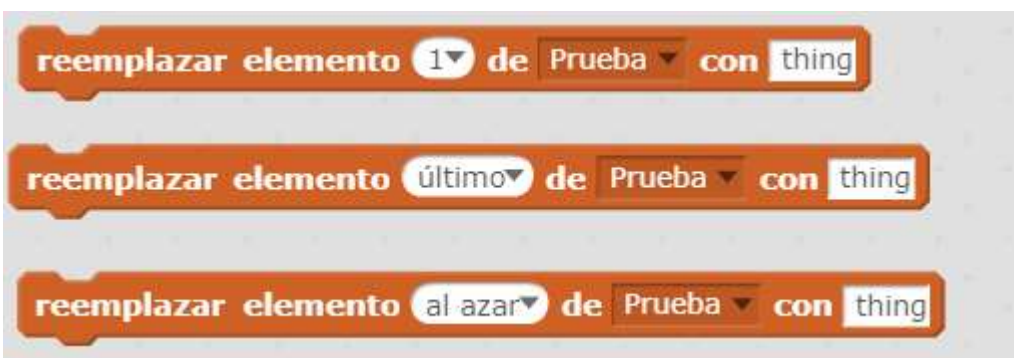 reemplazar elemento 1 de Prueba con thing
reemplazar elemento último de Prueba con thing
reemplazar elemento al azar de Prueba con thing